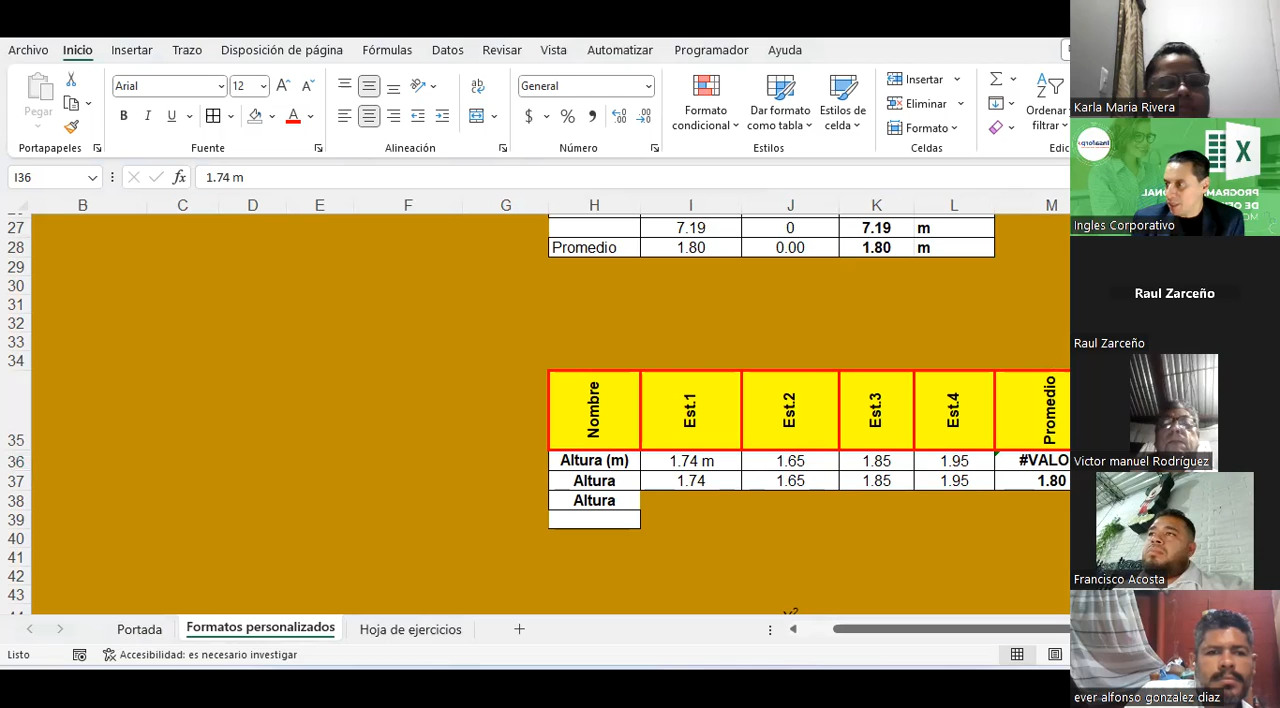 Archivo Inicio Insertar Trazo Disposición de página Fórmulas Datos Revisar Vista Automatizar Programador Ayuda
Pegar
Portapapeles
Arial 12
N K S
Fuente
Alineación
General
$ % 
Número
Formato condicional
Dar formato como tabla
Estilos de celda
Estilos
Insertar
Eliminar
Formato
Celdas
Ordenar
filtrar
Edic
I36
fx
1.74 m
B C D E F G H I J K L M
27 7.19 0 7.19 m
28 Promedio 1.80 0.00 1.80 m
29
30
31
32
33
34
35 Nombre Est.1 Est.2 Est.3 Est.4 Promedio
36 Altura (m) 1.74 m 1.65 1.85 1.95 #VALO
37 Altura 1.74 1.65 1.85 1.95 1.80
38 Altura
39
40
41
42
43
Portada Formatos personalizados Hoja de ejercicios
Listo
Accesibilidad: es necesario investigar
Karla Maria Rivera
Ingles Corporativo
Raul Zarceño
Raul Zarceño
Victor manuel Rodríguez
Francisco Acosta
ever alfonso gonzalez diaz